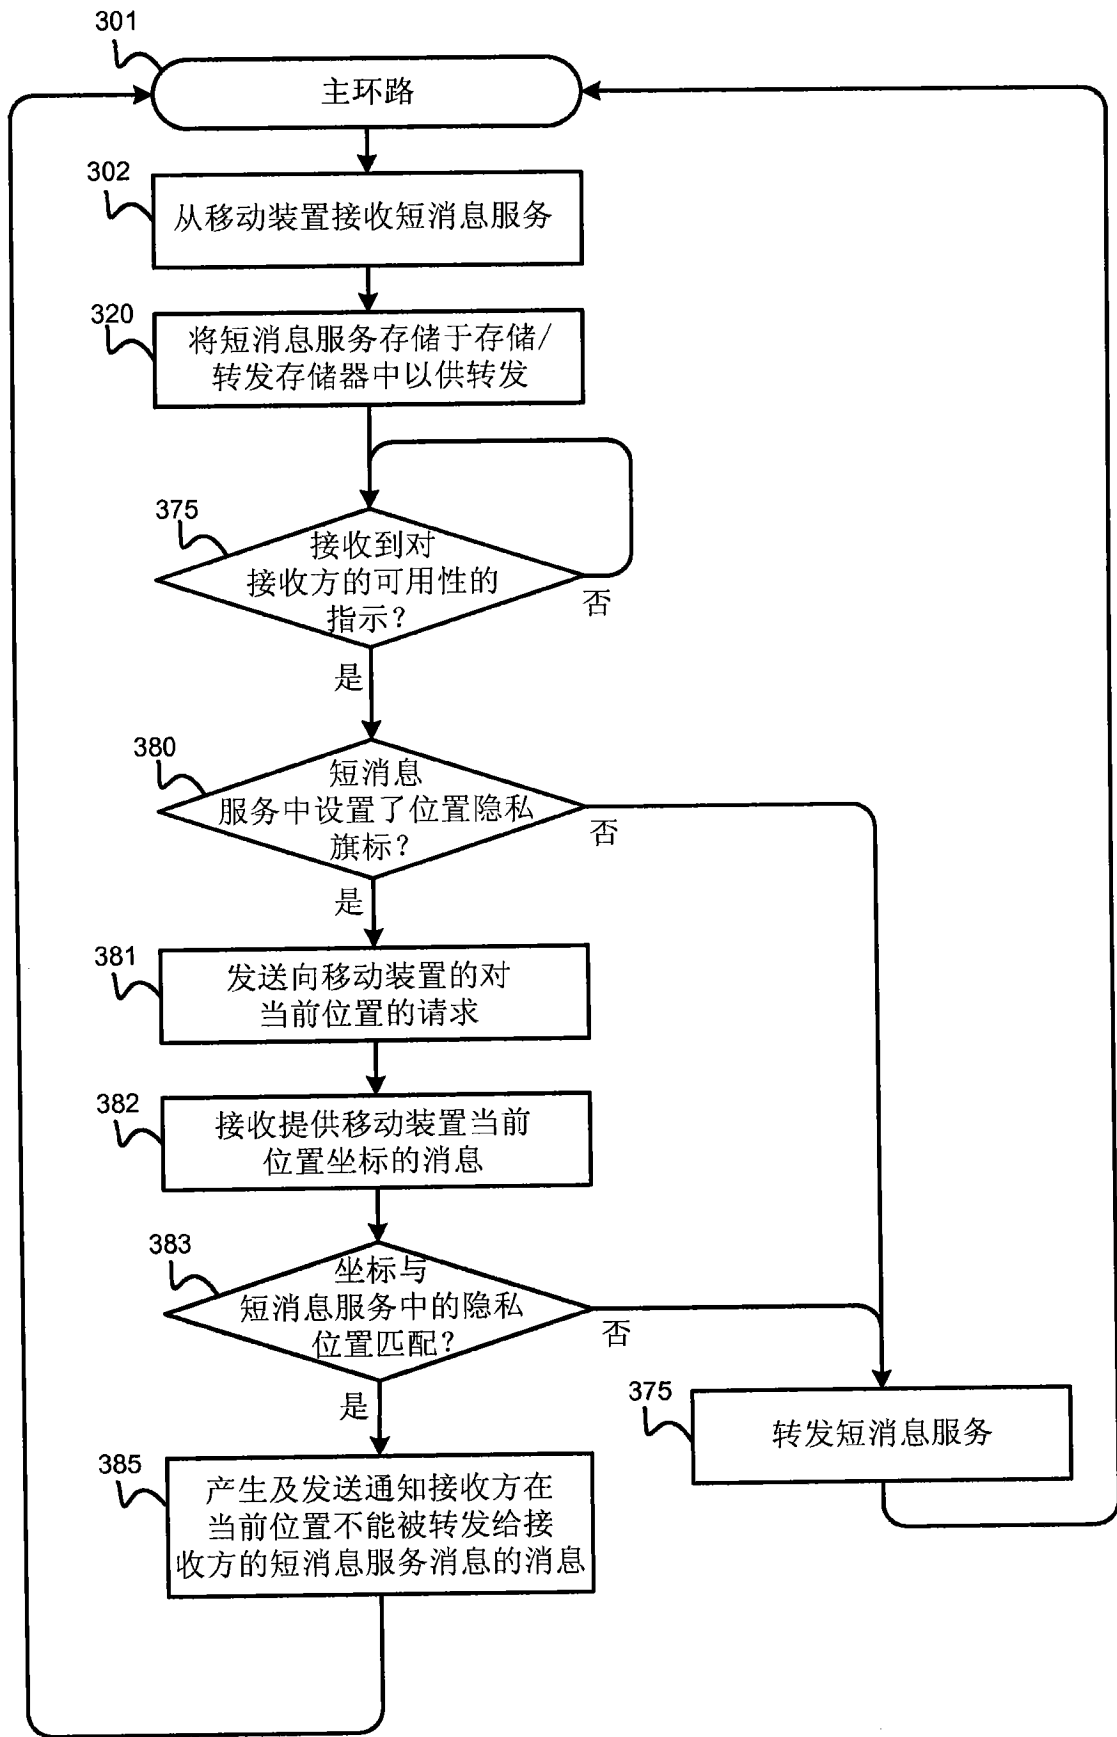 301
主环路
302
从移动装置接收短消息服务
320
将短消息服务存储于存储/
转发存储器中以供转发
375
接收到对
接收方的可用性的
指示？
否
是
380
短消息
服务中设置了位置隐私
旗标？
否
是
381
发送向移动装置的对
当前位置的请求
382
接收提供移动装置当前
位置坐标的消息
383
坐标与
短消息服务中的隐私
位置匹配？
否
是
375
转发短消息服务
385
产生及发送通知接收方在
当前位置不能被转发给接
收方的短消息服务消息的消息